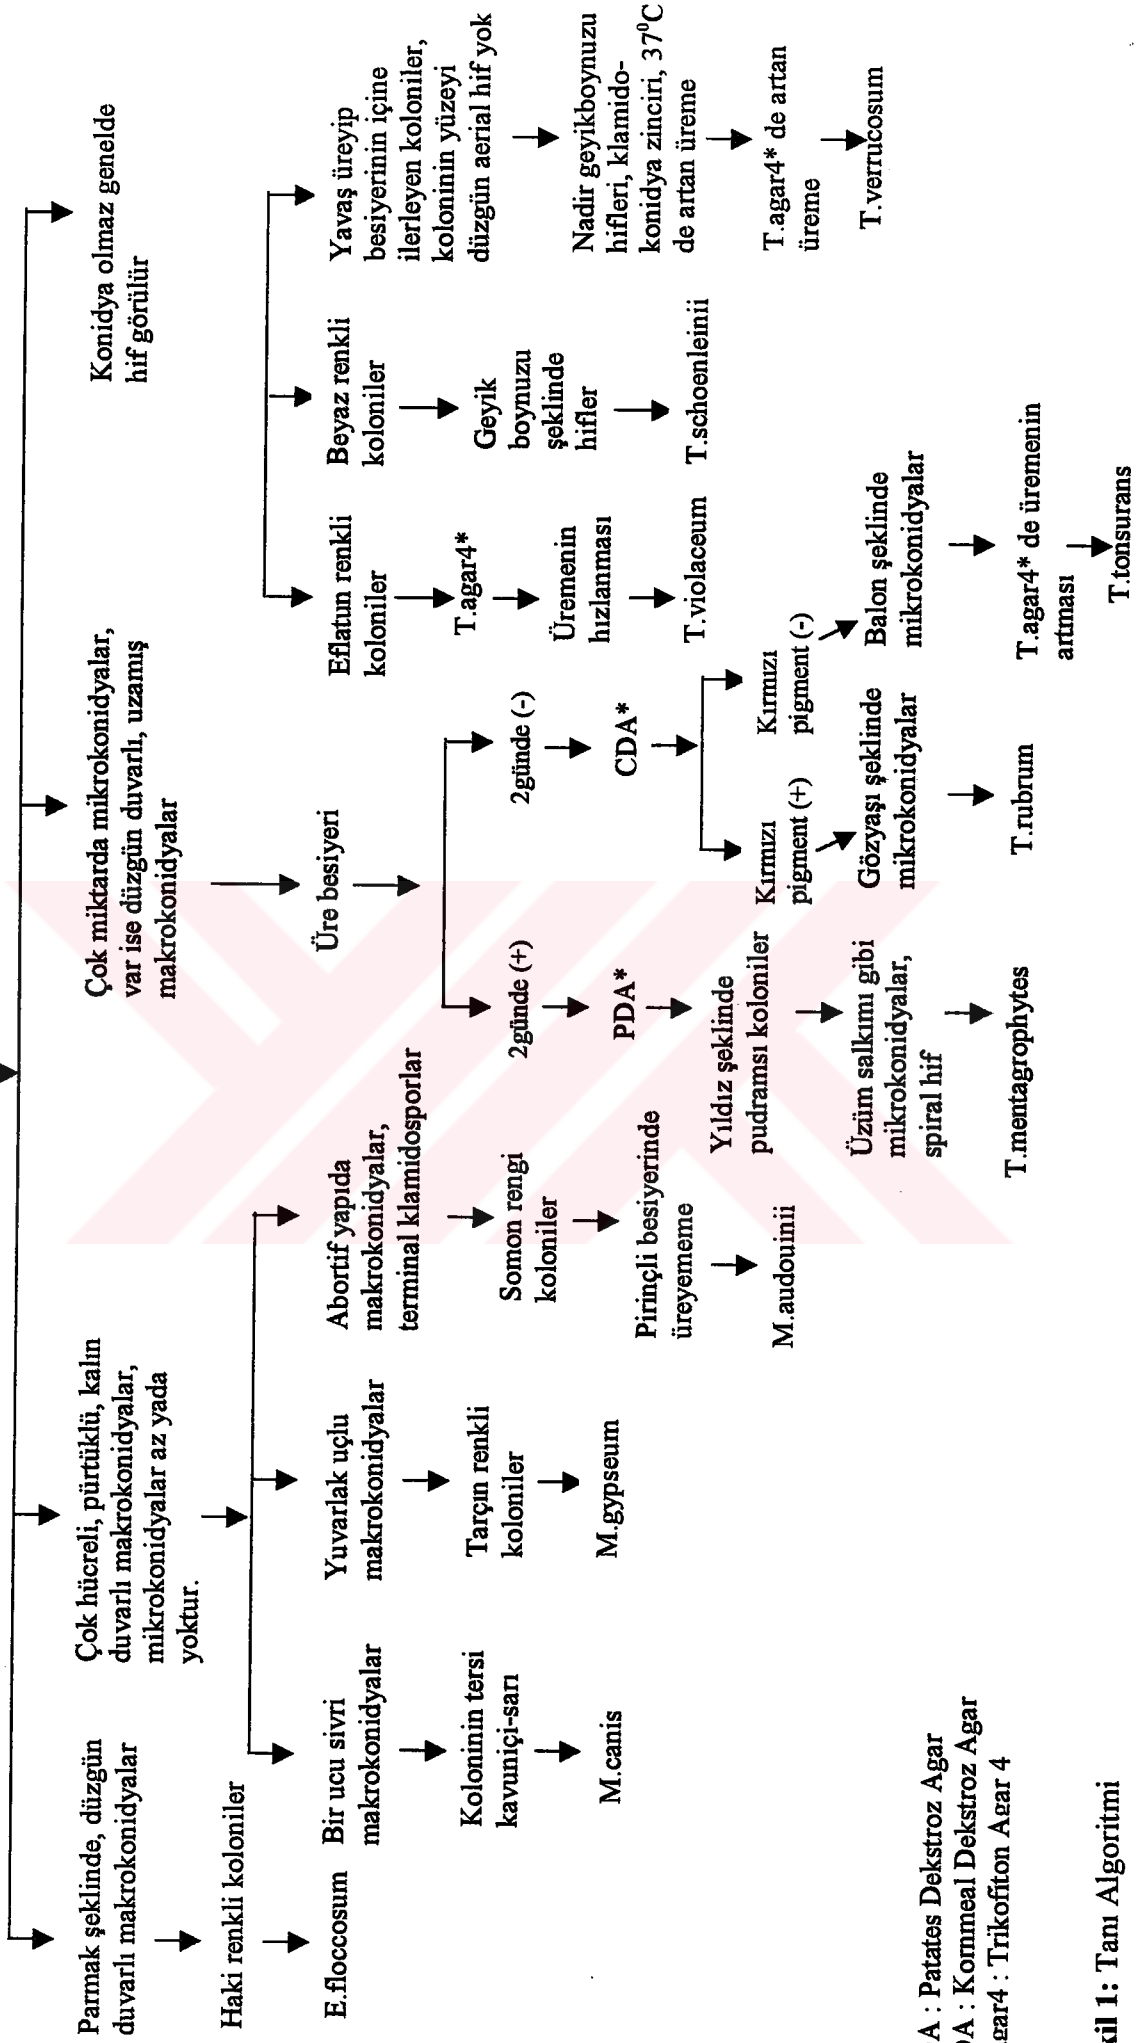 Parmak şeklinde, düzgün
duvarlı makrokonidyalar
Haki renkli koloniler
E.floccosum
Çok hücreli, pürtüklü, kalın
duvarlı makrokonidyalar,
mikrokonidyalar az yada
yoktur.
Bir ucu sivri
makrokonidyalar
Koloninin tersi
kavuniçi-sarı
M.canis
Yuvarlak uçlu
makrokonidyalar
Tarçın renkli
koloniler
M.gypseum
Abortif yapıda
makrokonidyalar,
terminal klamidosporlar
Somon rengi
koloniler
Pirinçli besiyerinde
üreyememe
M.audouinii
Çok miktarda mikrokonidyalar,
var ise düzgün duvarlı, uzamış
makrokonidyalar
Üre besiyeri
2günde (+)
PDA*
Yıldız şeklinde
pudramsı koloniler
Üzüm salkımı gibi
mikrokonidyalar,
spiral hif
T.mentagrophytes
2günde (-)
CDA*
Kırmızı
pigment (+)
Gözyaşı şeklinde
mikrokonidyalar
T.rubrum
Kırmızı
pigment (-)
Balon şeklinde
mikrokonidyalar
T.agar4* de üremenin
artması
T.tonsurans
Konidya olmaz genelde
hif görülür
Eflatun renkli
koloniler
T.agar4*
Üremenin
hızlanması
T.violaceum
Beyaz renkli
koloniler
Geyik
boynuzu
şeklinde
hifler
T.schoenleinii
Yavaş üreyip
besiyerinin içine
ilerleyen koloniler,
koloninin yüzeyi
düzgün aerial hif yok
Nadir geyikboynuzu
hifleri, klamido-
konidya zinciri, 37⁰C
de artan üreme
T.agar4* de artan
üreme
T.verrucosum
A : Patates Dekstroz Agar
DA : Kornmeal Dekstroz Agar
agar4 : Trikofiton Agar 4
kil 1: Tanı Algoritmi